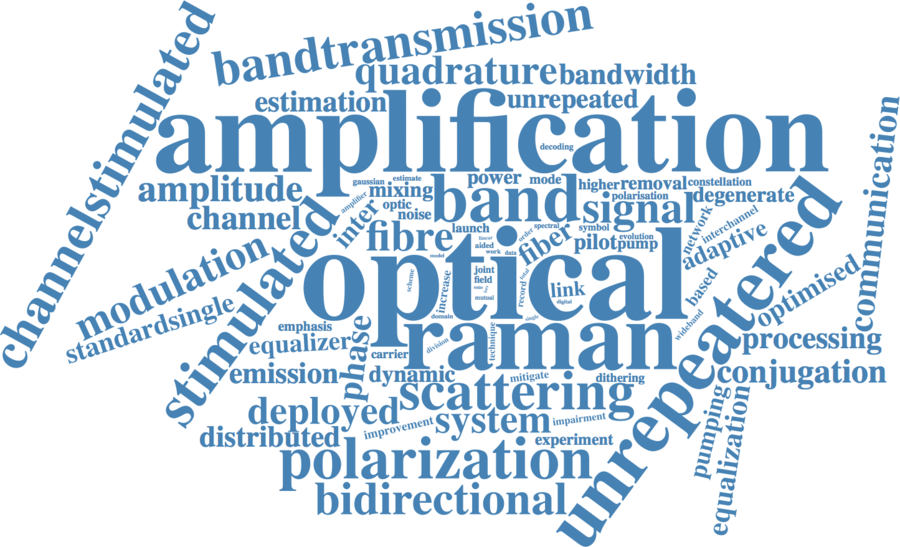 channelstimulated
bandtransmission
quadrature
bandwidth
estimation
unrepeated
amplification
decoding
communication
gaussian
estimate
amplifier
mixing
power
mode
higher
removal
constellation
amplitude
band
polarisation
degenerate
channel
optic
noise
signal
inter
fibre
launch
order
spectral
symbol
network
interchannel
fiber
pilot
pump
evolution
adaptive
linear
aided
work
data
model
modulation
stimulated
optical
unrepeatered
scheme
increase
joint
field
mutual
record
total
link
digital
based
optimised
standardsingle
emphasis
domain
single
wideband
equalizer
phase
raman
technique
division
carrier
processing
emission
dynamic
mitigate
dithering
conjugation
scattering
deployed
system
impairment
improvement
distributed
experiment
pumping
equalization
polarization
bidirectional